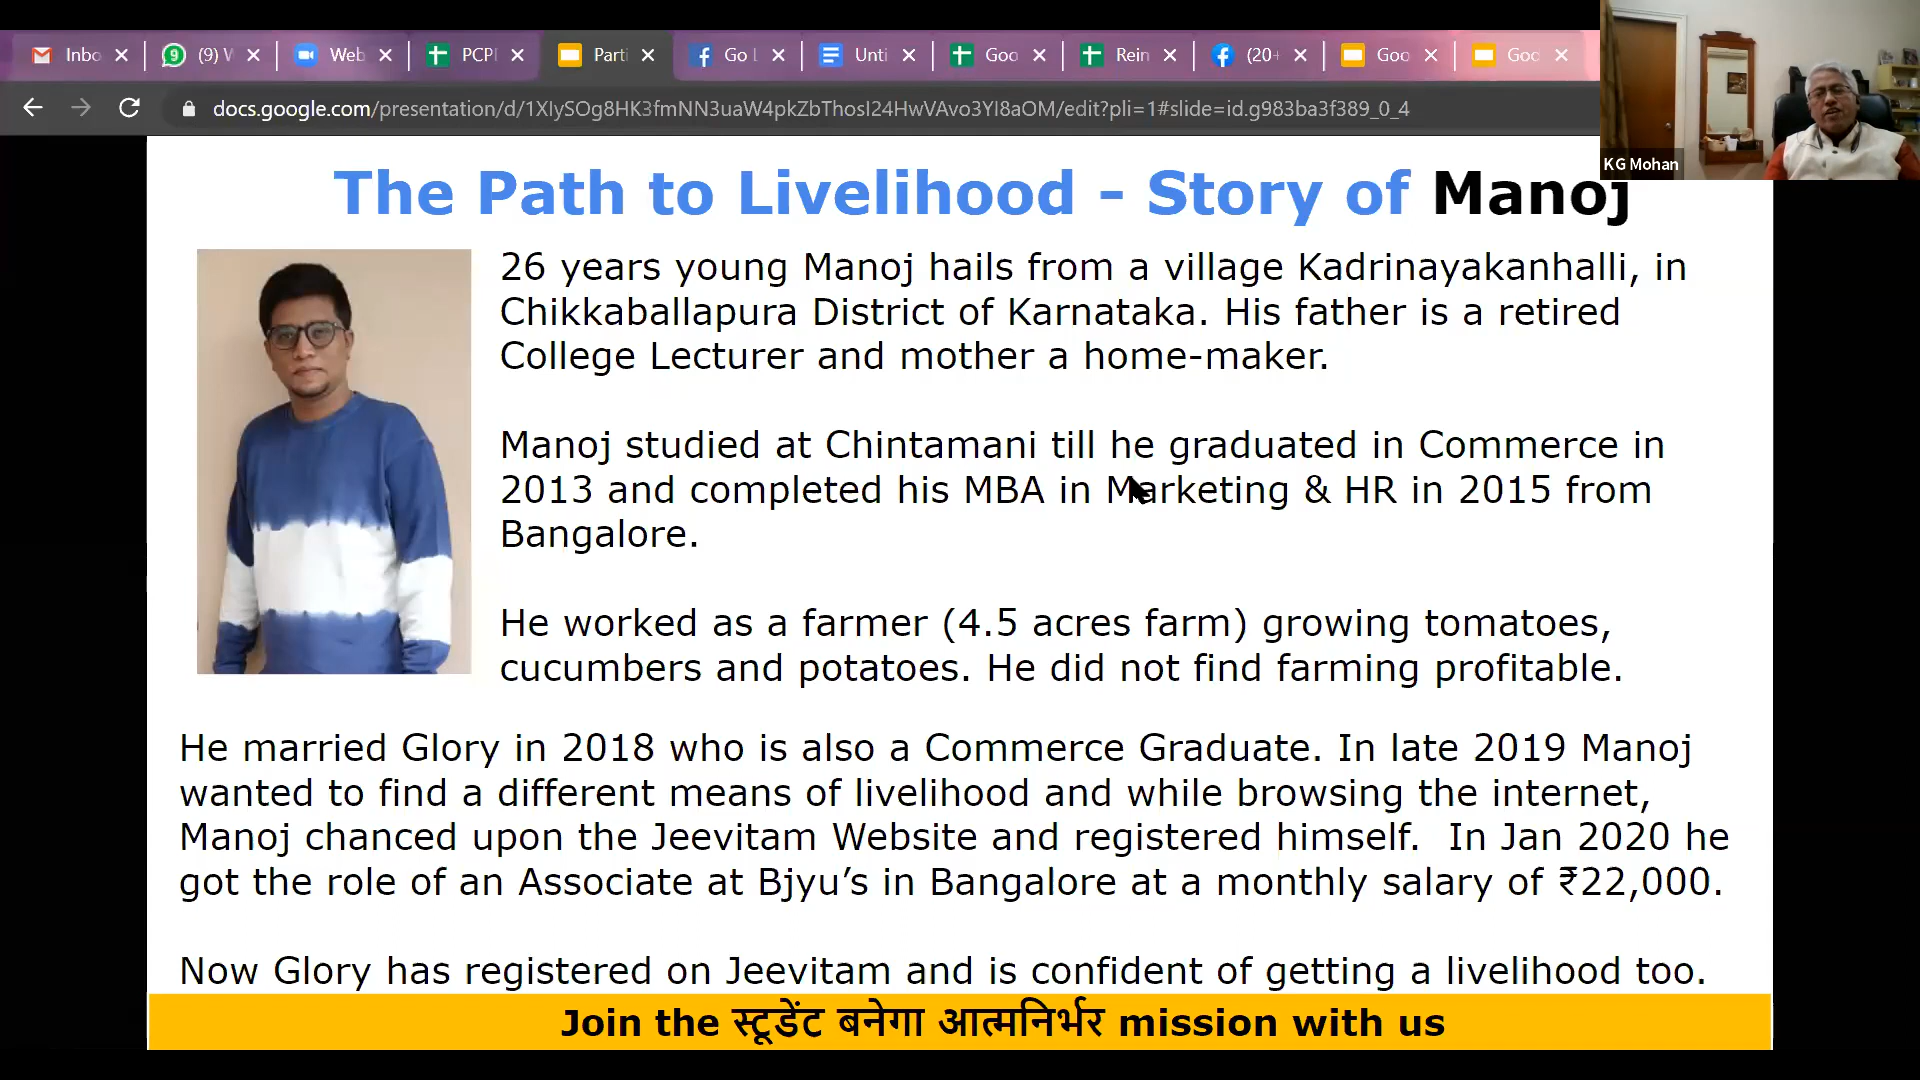 Inbo
(9) W
Web
PCPI
Parti
Go l
Unti
Goo
Rein
(20+
Goo
Goo
docs.google.com/presentation/d/1XIySOg8HK3fmNN3uaW4pkZbThosI24HwVAvo3YI8aOM/edit?pli=1#slide=id.g983ba3f389_0_4
KG Mohan
The Path to Livelihood - Story of Manoj
26 years young Manoj hails from a village Kadrinayakanhalli, in
Chikkaballapura District of Karnataka. His father is a retired
College Lecturer and mother a home-maker.
Manoj studied at Chintamani till he graduated in Commerce in
2013 and completed his MBA in Marketing & HR in 2015 from
Bangalore.
He worked as a farmer (4.5 acres farm) growing tomatoes,
cucumbers and potatoes. He did not find farming profitable.
He married Glory in 2018 who is also a Commerce Graduate. In late 2019 Manoj
wanted to find a different means of livelihood and while browsing the internet,
Manoj chanced upon the Jeevitam Website and registered himself. In Jan 2020 he
got the role of an Associate at Bjyu’s in Bangalore at a monthly salary of ₹22,000.
Now Glory has registered on Jeevitam and is confident of getting a livelihood too.
Join the स्टूडेंट बनेगा आत्मनिर्भर mission with us